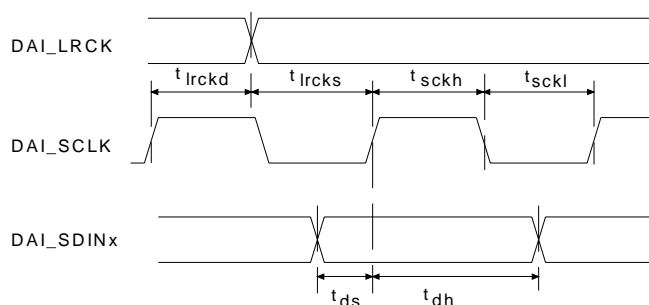 DAI_LRCK
t lrckd
t lrcks
t sckh
t sckl
DAI_SCLK
DAI_SDINx
t ds
t dh